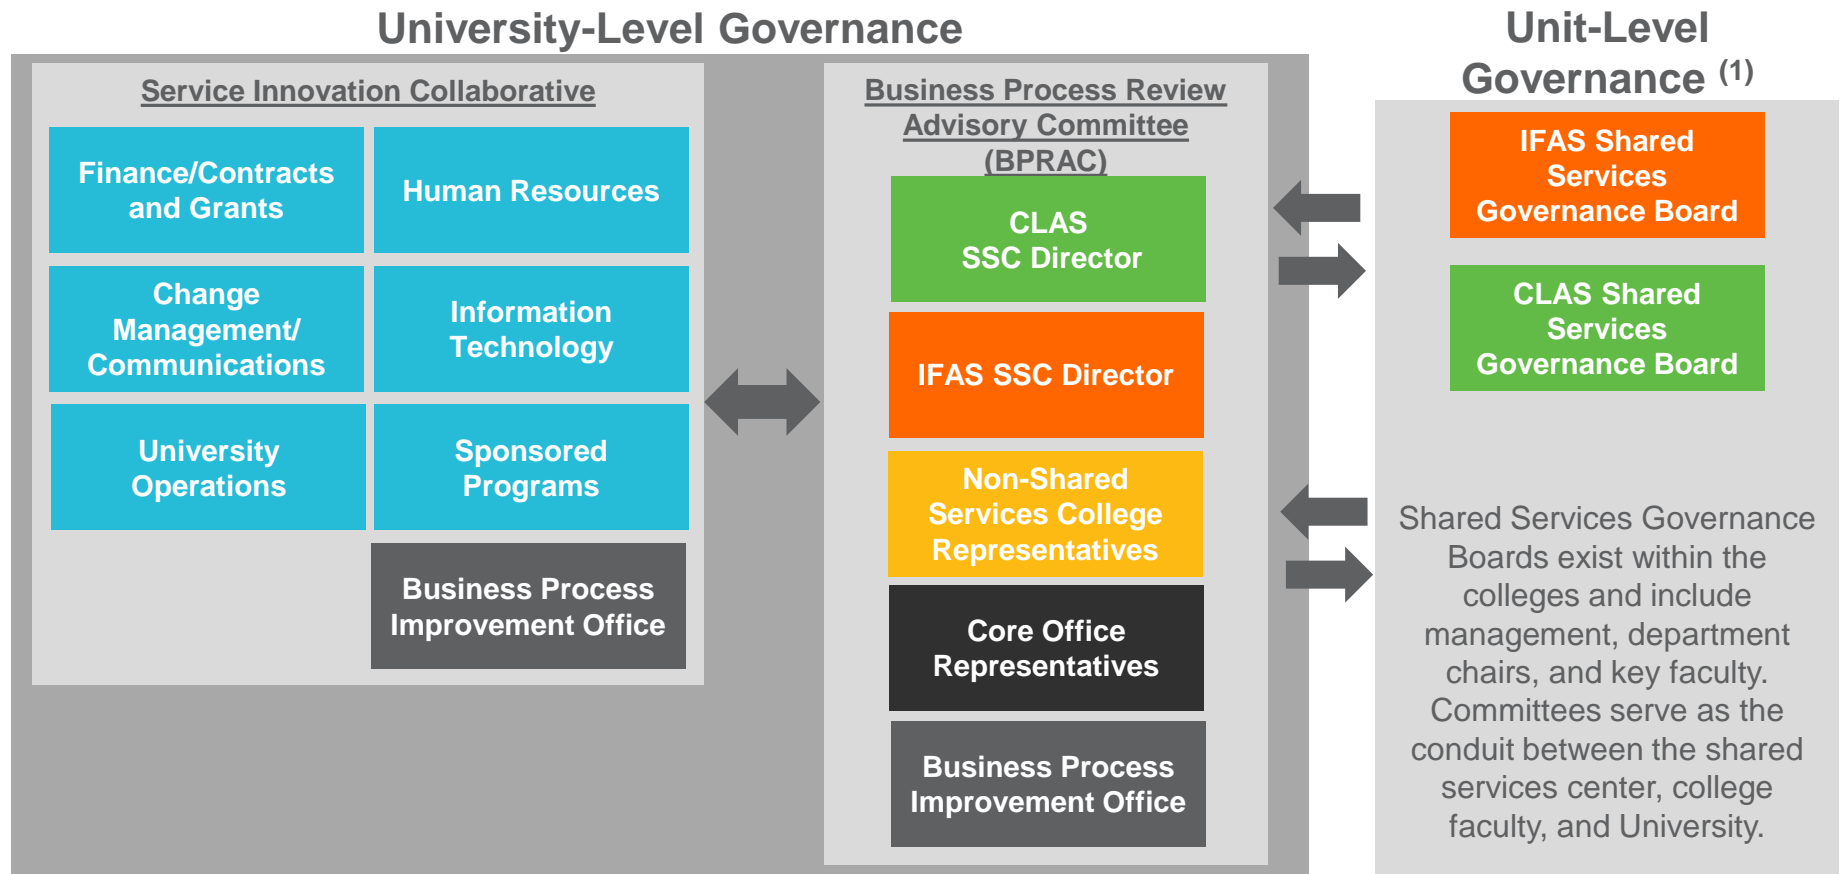 University-Level Governance
Service Innovation Collaborative
Finance/Contracts
and Grants
Human Resources
Change
Management/
Communications
Information
Technology
University
Operations
Sponsored
Programs
Business Process
Improvement Office
Business Process Review
Advisory Committee
(BPRAC)
CLAS
SSC Director
IFAS SSC Director
Non-Shared
Services College
Representatives
Core Office
Representatives
Business Process
Improvement Office
Unit-Level
Governance (1)
IFAS Shared
Services
Governance Board
CLAS Shared
Services
Governance Board
Shared Services Governance
Boards exist within the
colleges and include
management, department
chairs, and key faculty.
Committees serve as the
conduit between the shared
services center, college
faculty, and University.